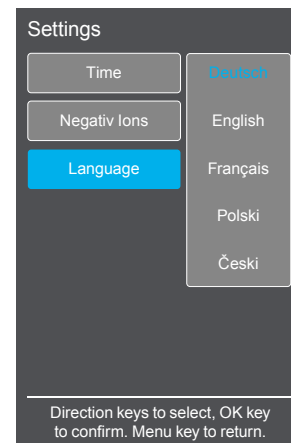 Settings
Time
Negativ Ions
Language
Deutsch
English
Français
Polski
Česki
Direction keys to select, OK key
to confirm. Menu key to return.